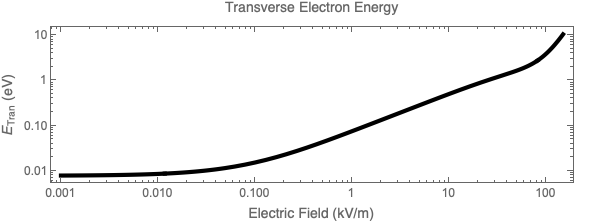 Transverse Electron Energy
E_Tran (eV)
10
1
0.10
0.01
0.001 0.010 0.100 1 10 100
Electric Field (kV/m)